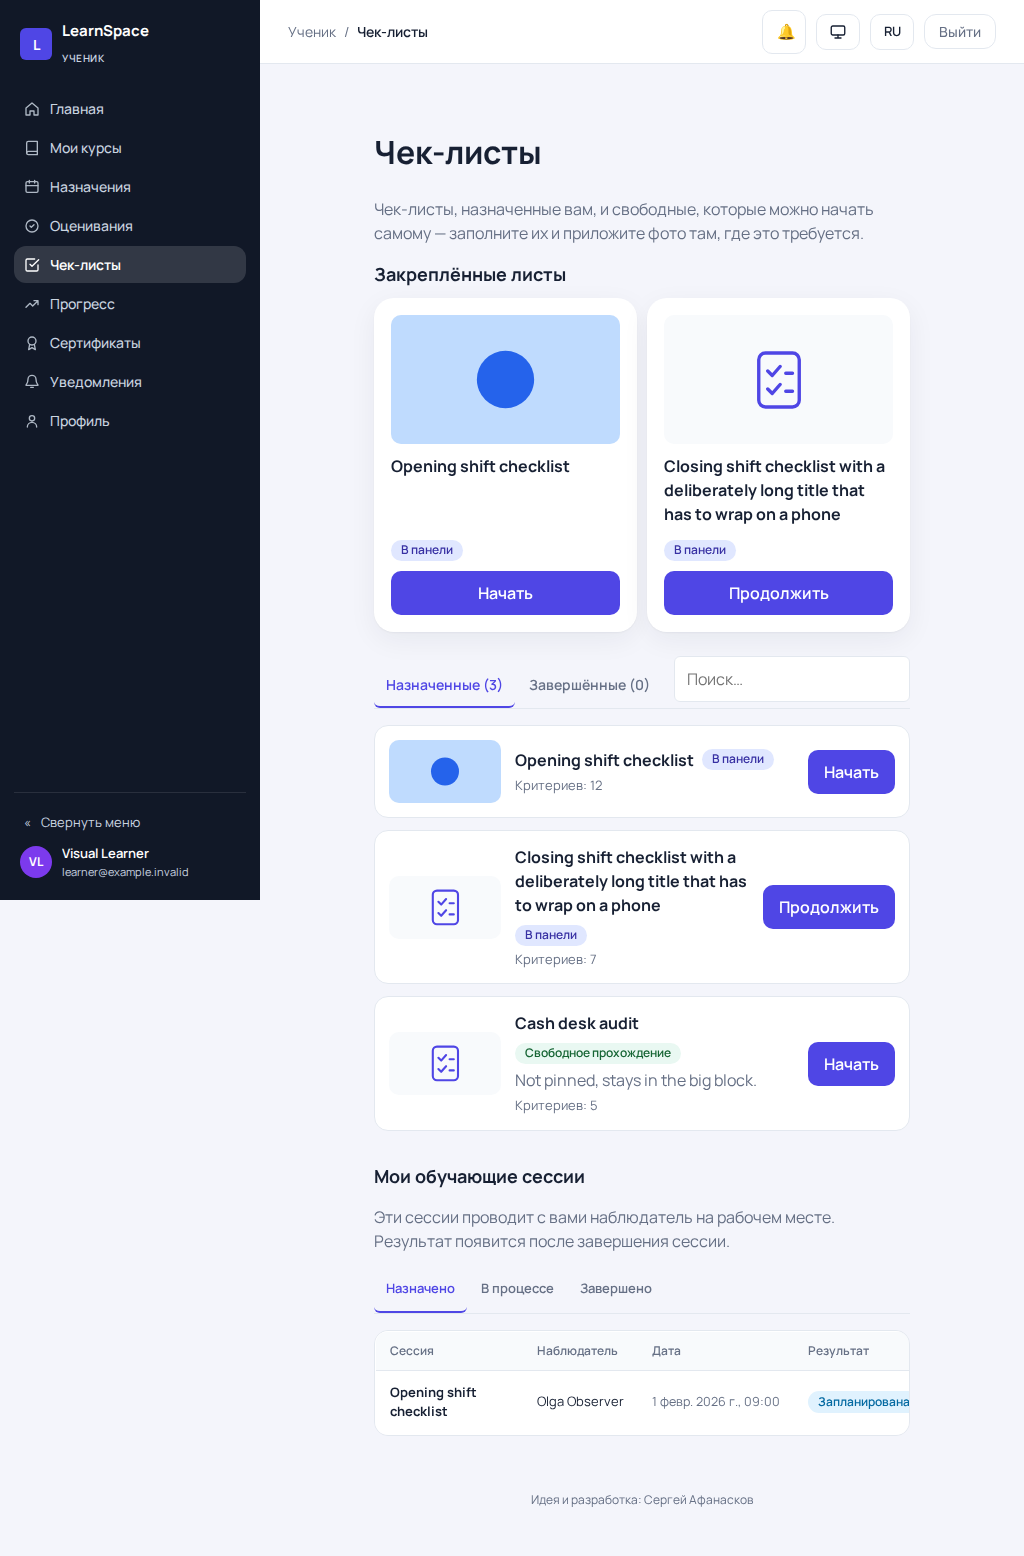 L
LearnSpace
УЧЕНИК
Главная
Мои курсы
Назначения
Оценивания
Чек-листы
Прогресс
Сертификаты
Уведомления
Профиль
« Свернуть меню
VL
Visual Learner
learner@example.invalid
Ученик / Чек-листы
RU
Выйти
Чек-листы
Чек-листы, назначенные вам, и свободные, которые можно начать
самому — заполните их и приложите фото там, где это требуется.
Закреплённые листы
Opening shift checklist
В панели
Начать
Closing shift checklist with a
deliberately long title that
has to wrap on a phone
В панели
Продолжить
Назначенные (3)
Завершённые (0)
Поиск...
Opening shift checklist
В панели
Критериев: 12
Начать
Closing shift checklist with a
deliberately long title that has
to wrap on a phone
В панели
Критериев: 7
Продолжить
Cash desk audit
Свободное прохождение
Not pinned, stays in the big block.
Критериев: 5
Начать
Мои обучающие сессии
Эти сессии проводит с вами наблюдатель на рабочем месте.
Результат появится после завершения сессии.
Назначено
В процессе
Завершено
Сессия
Наблюдатель
Дата
Результат
Opening shift
checklist
Olga Observer
1 февр. 2026 г., 09:00
Запланирована
Идея и разработка: Сергей Афанасков